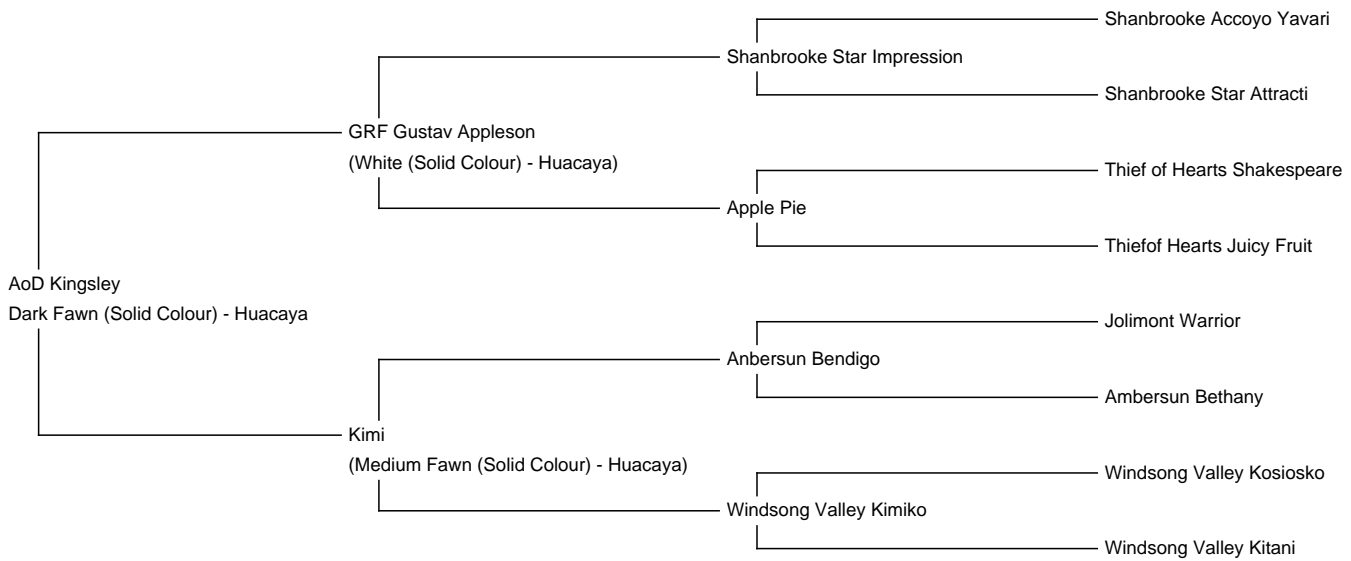 Shanbrooke Accoyo Yavari
Shanbrooke Star Impression
Shanbrooke Star Attracti
GRF Gustav Appleson
(White (Solid Colour) - Huacaya)
Thief of Hearts Shakespeare
Apple Pie
Thiefof Hearts Juicy Fruit
AoD Kingsley
Dark Fawn (Solid Colour) - Huacaya
Jolimont Warrior
Anbersun Bendigo
Ambersun Bethany
Kimi
(Medium Fawn (Solid Colour) - Huacaya)
Windsong Valley Kosiosko
Windsong Valley Kimiko
Windsong Valley Kitani